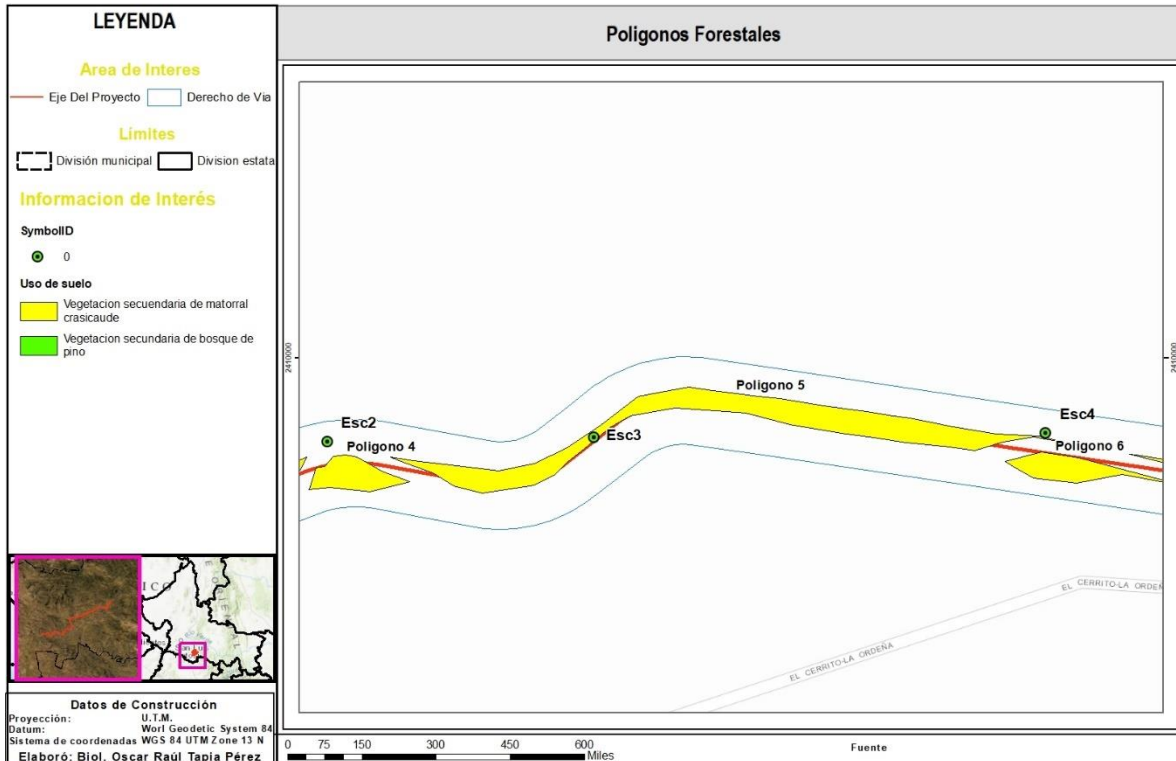 LEYENDA
Area de Interes
Eje Del Proyecto
Derecho de Via
Límites
División municipal
Division estata
Informacion de Interés
SymbolID
0
Uso de suelo
Vegetacion secuendaria de matorral
crasicaude
Vegetacion secundaria de bosque de
pino
Datos de Construcción
Proyección: U.T.M.
Datum: Worl Geodetic System 84
Sistema de coordenadas WGS 84 UTM Zone 13 N
Elaboró: Biol. Oscar Raúl Tapia Pérez
Poligonos Forestales
2410000
2410000
Poligono 5
Esc2
Esc3
Esc4
Poligono 4
Poligono 6
EL CERRITO-LA ORDEÑ
EL CERRITO-LA ORDEÑA
0 75 150 300 450 600
Miles
Fuente